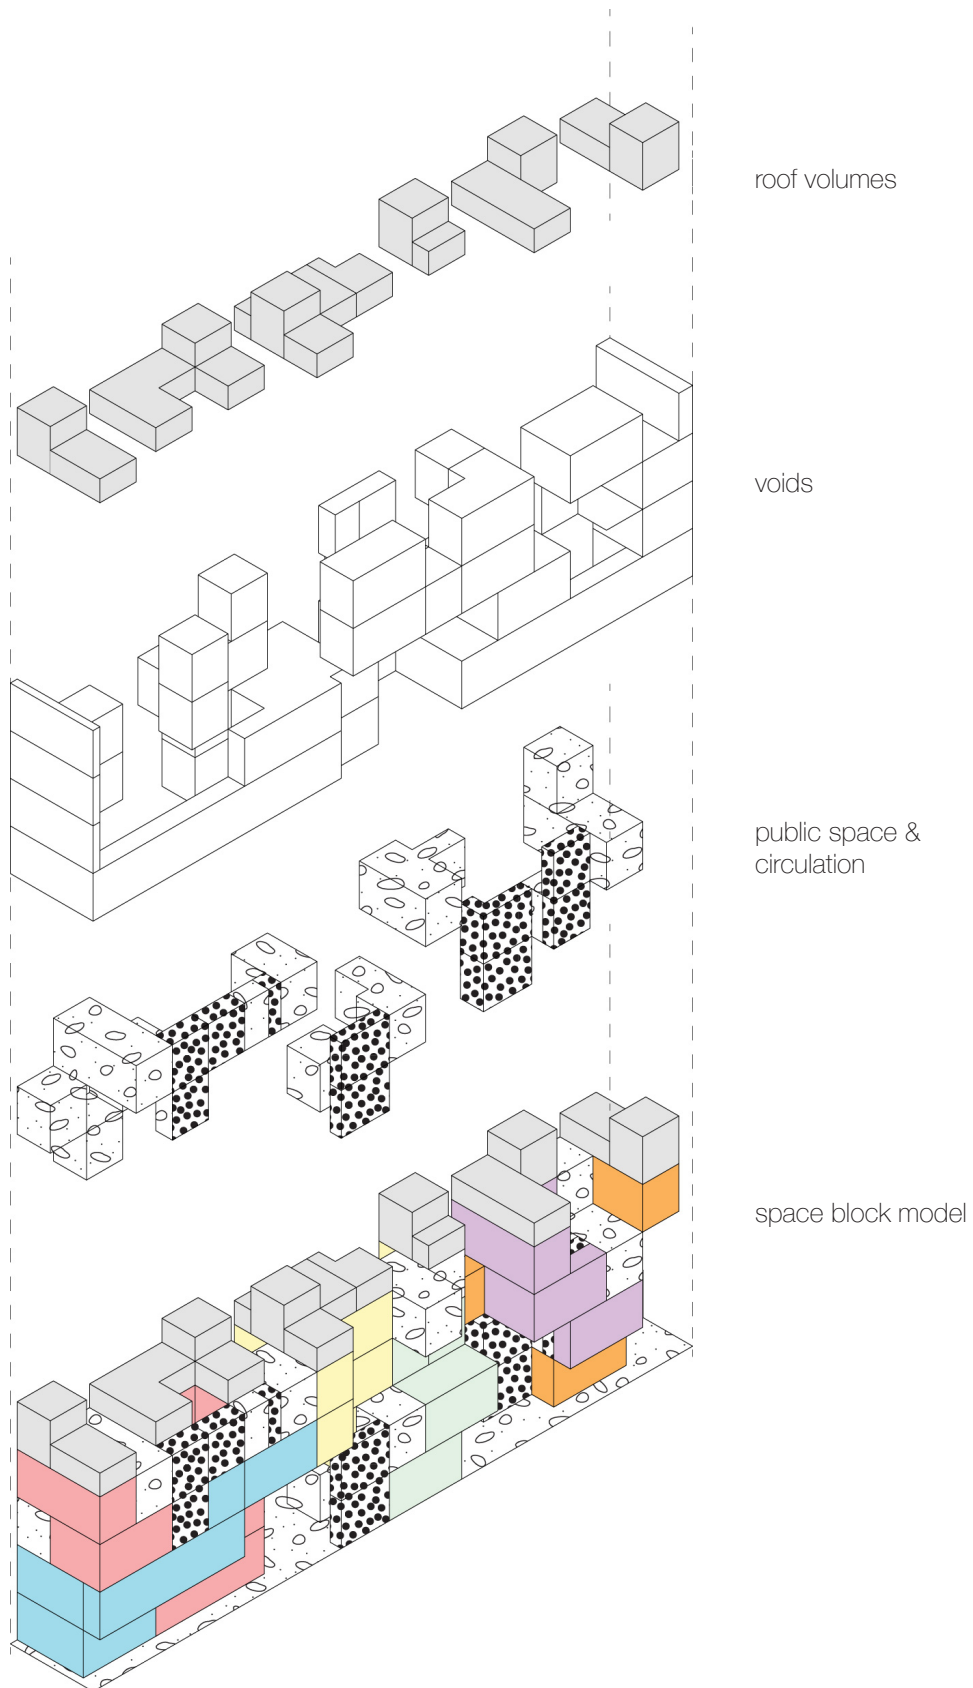 roof volumes
voids
public space &
circulation
space block model